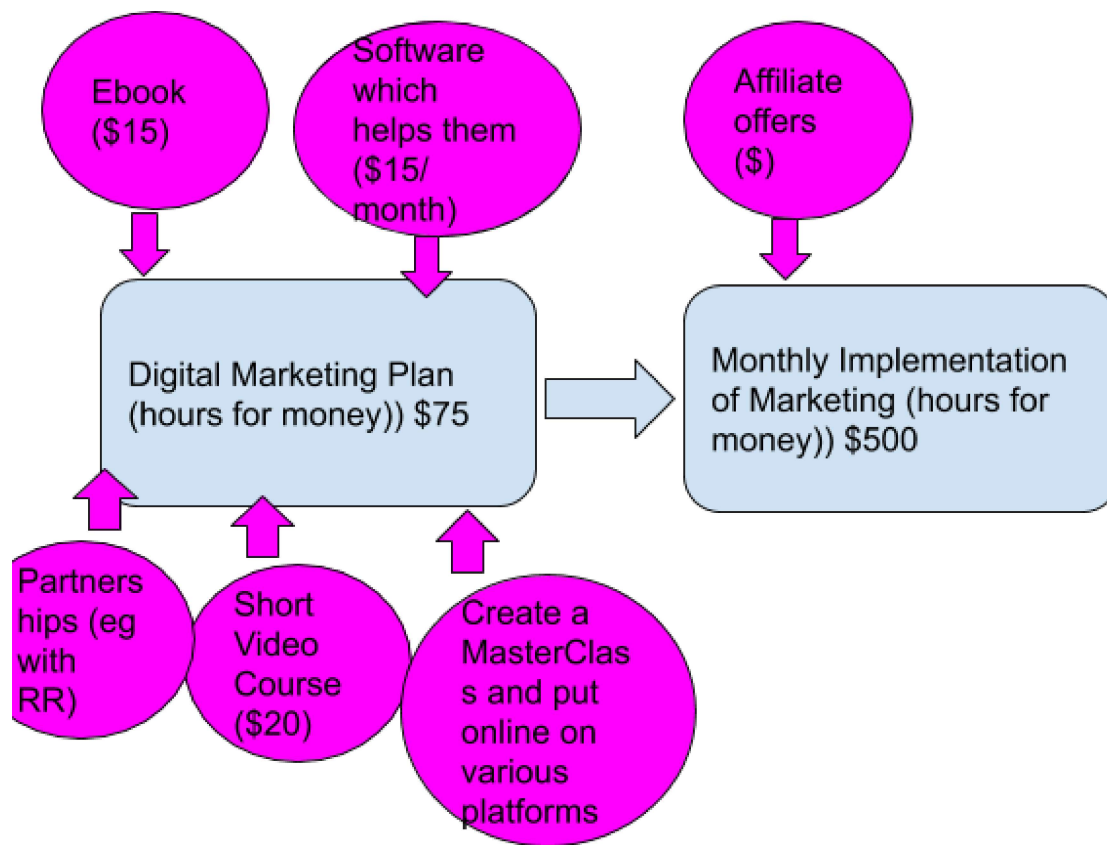 Ebook
($15)
Software
which
helps them
($15/
month)
Affiliate
offers
($)
Digital Marketing Plan
(hours for money)) $75
Monthly Implementation
of Marketing (hours for
money)) $500
Partners
hips (eg
with
RR)
Short
Video
Course
($20)
Create a
MasterClas
s and put
online on
various
platforms